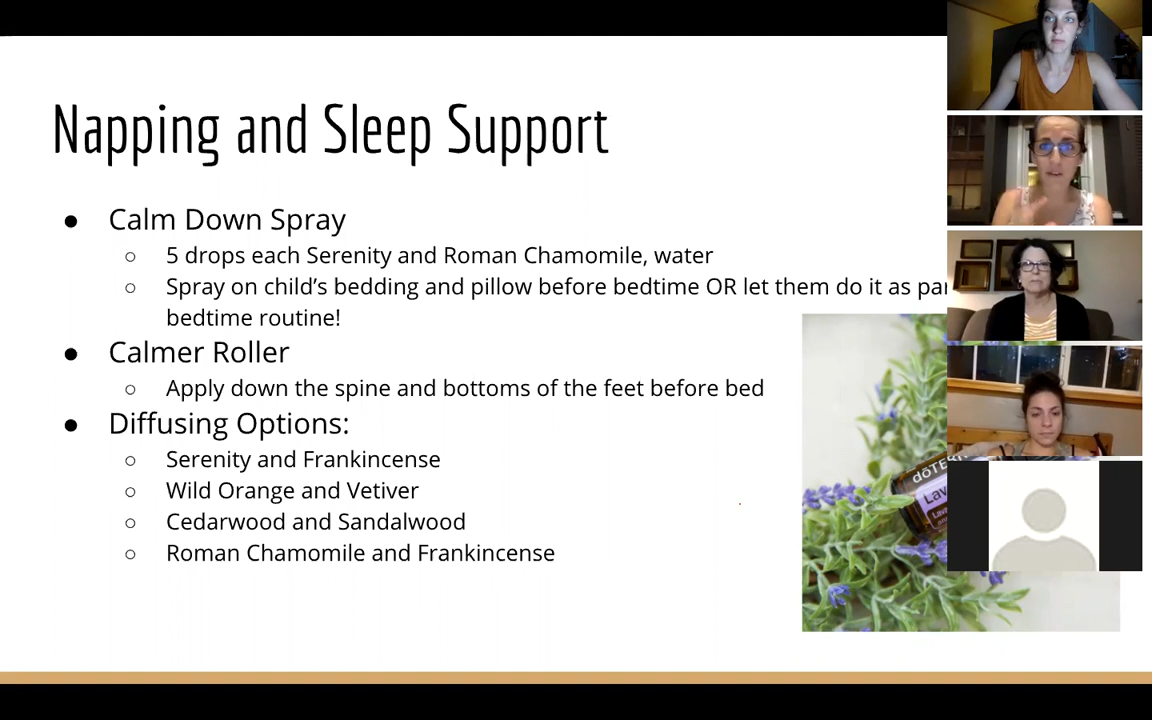 Napping and Sleep Support
● Calm Down Spray
○ 5 drops each Serenity and Roman Chamomile, water
○ Spray on child’s bedding and pillow before bedtime OR let them do it as
bedtime routine!
● Calmer Roller
○ Apply down the spine and bottoms of the feet before bed
● Diffusing Options:
○ Serenity and Frankincense
○ Wild Orange and Vetiver
○ Cedarwood and Sandalwood
○ Roman Chamomile and Frankincense